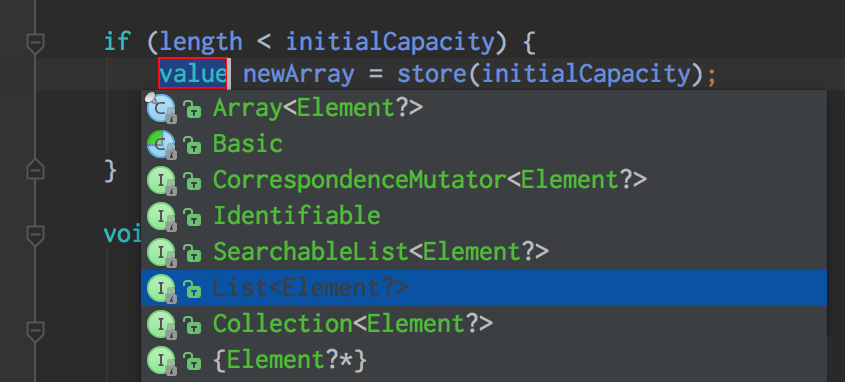 if (length < initialCapacity) {
value newArray = store(initialCapacity);
Array<Element?>
Basic
} CorrespondenceMutator<Element?>
Identifiable
voi SearchableList<Element?>
List<Element?>
Collection<Element?>
{Element?*}